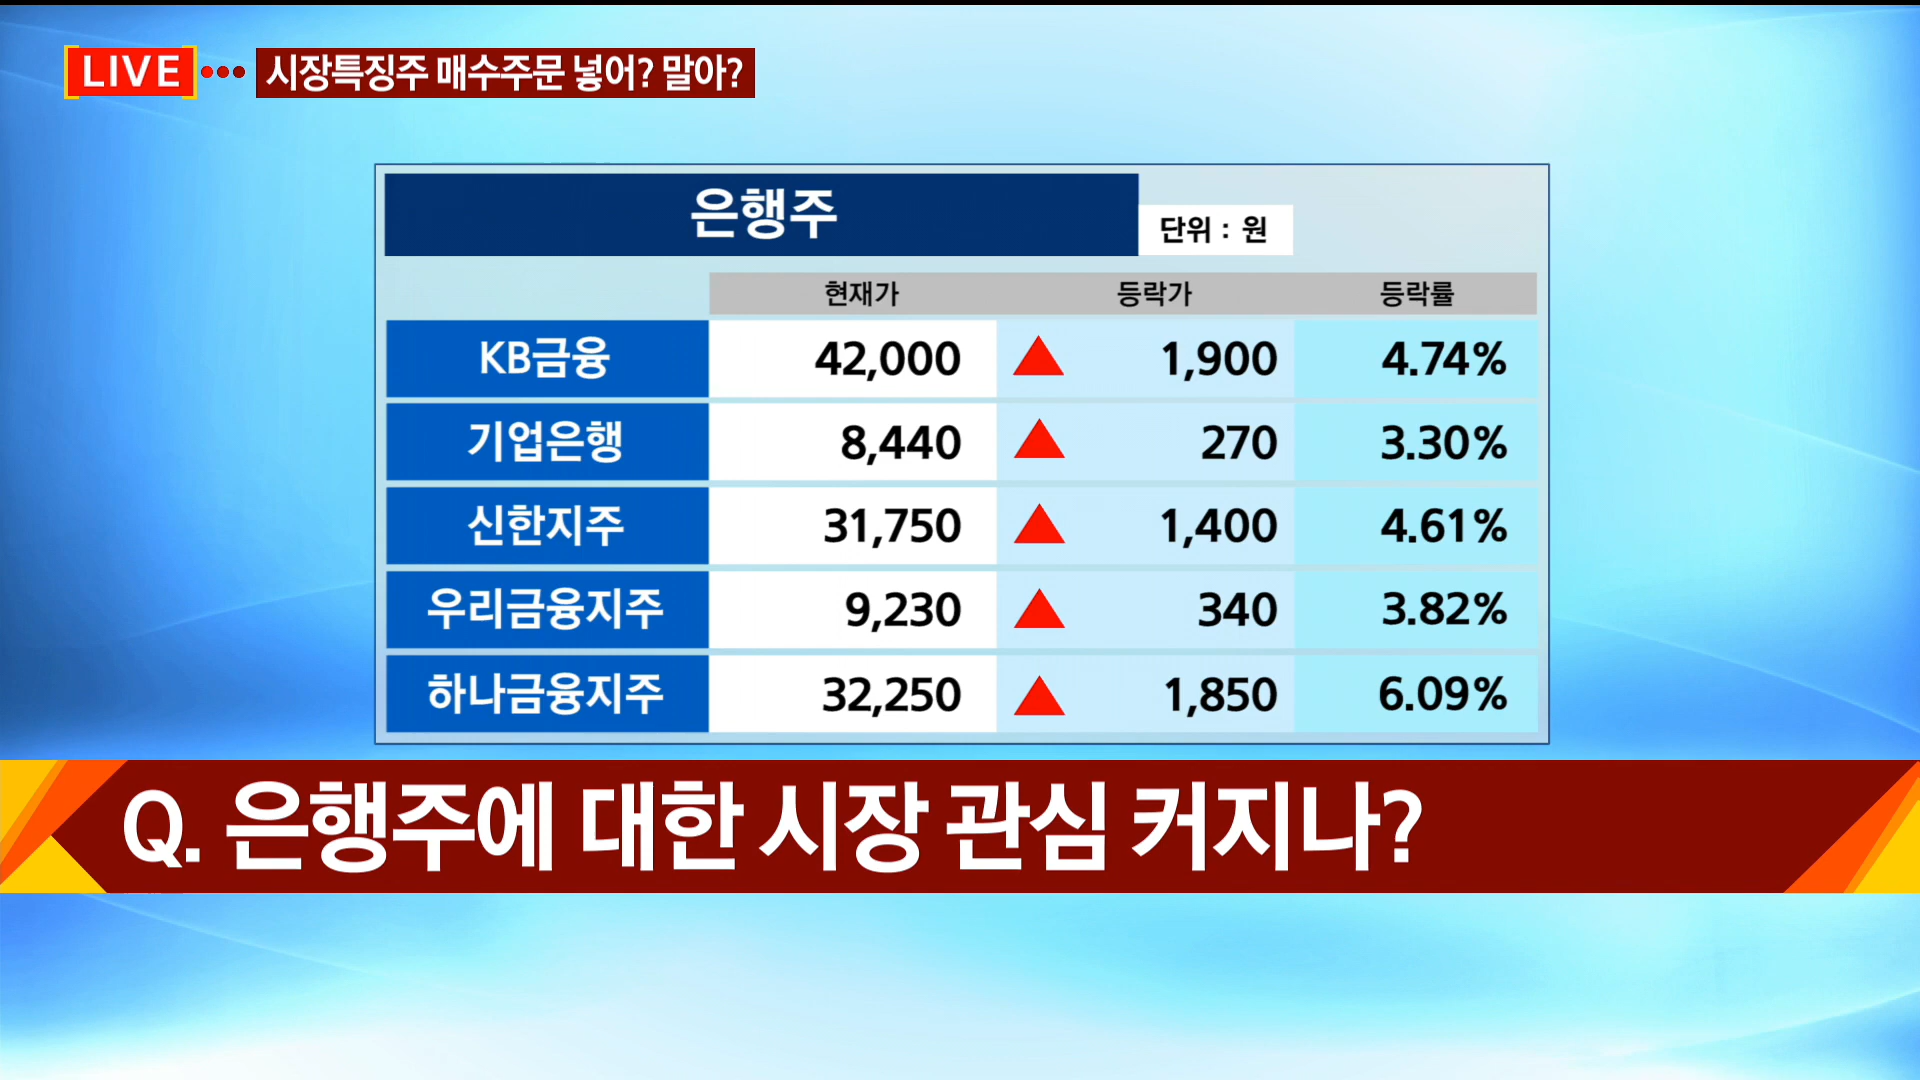 LIVE 시장특징주 매수주문 넣어? 말아?
은행주
단위 : 원
현재가 등락가 등락률
KB금융 42,000 ▲ 1,900 4.74%
기업은행 8,440 ▲ 270 3.30%
신한지주 31,750 ▲ 1,400 4.61%
우리금융지주 9,230 ▲ 340 3.82%
하나금융지주 32,250 ▲ 1,850 6.09%
Q. 은행주에 대한 시장 관심 커지나?